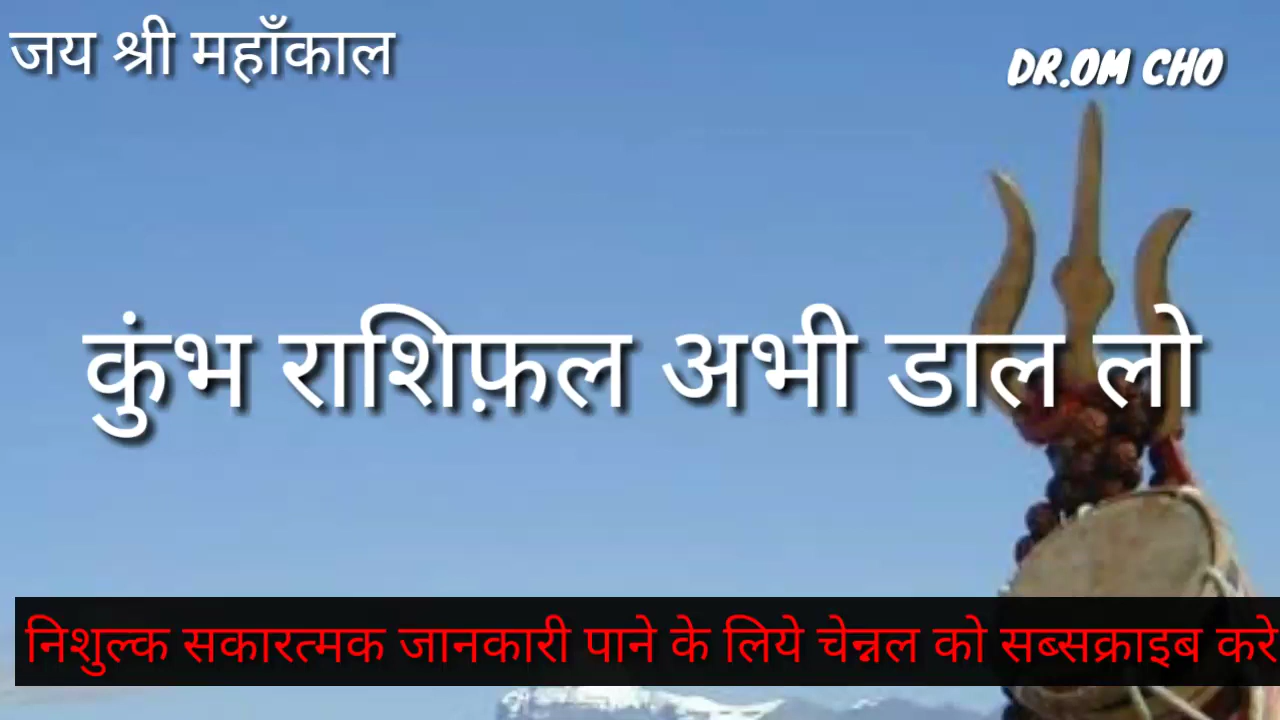 जय श्री महाँकाल
DR.OM CHO
कुंभ राशिफ़ल अभी डाल लो
निशुल्क सकारत्मक जानकारी पाने के लिये चेन्नल को सब्सक्राइब करे